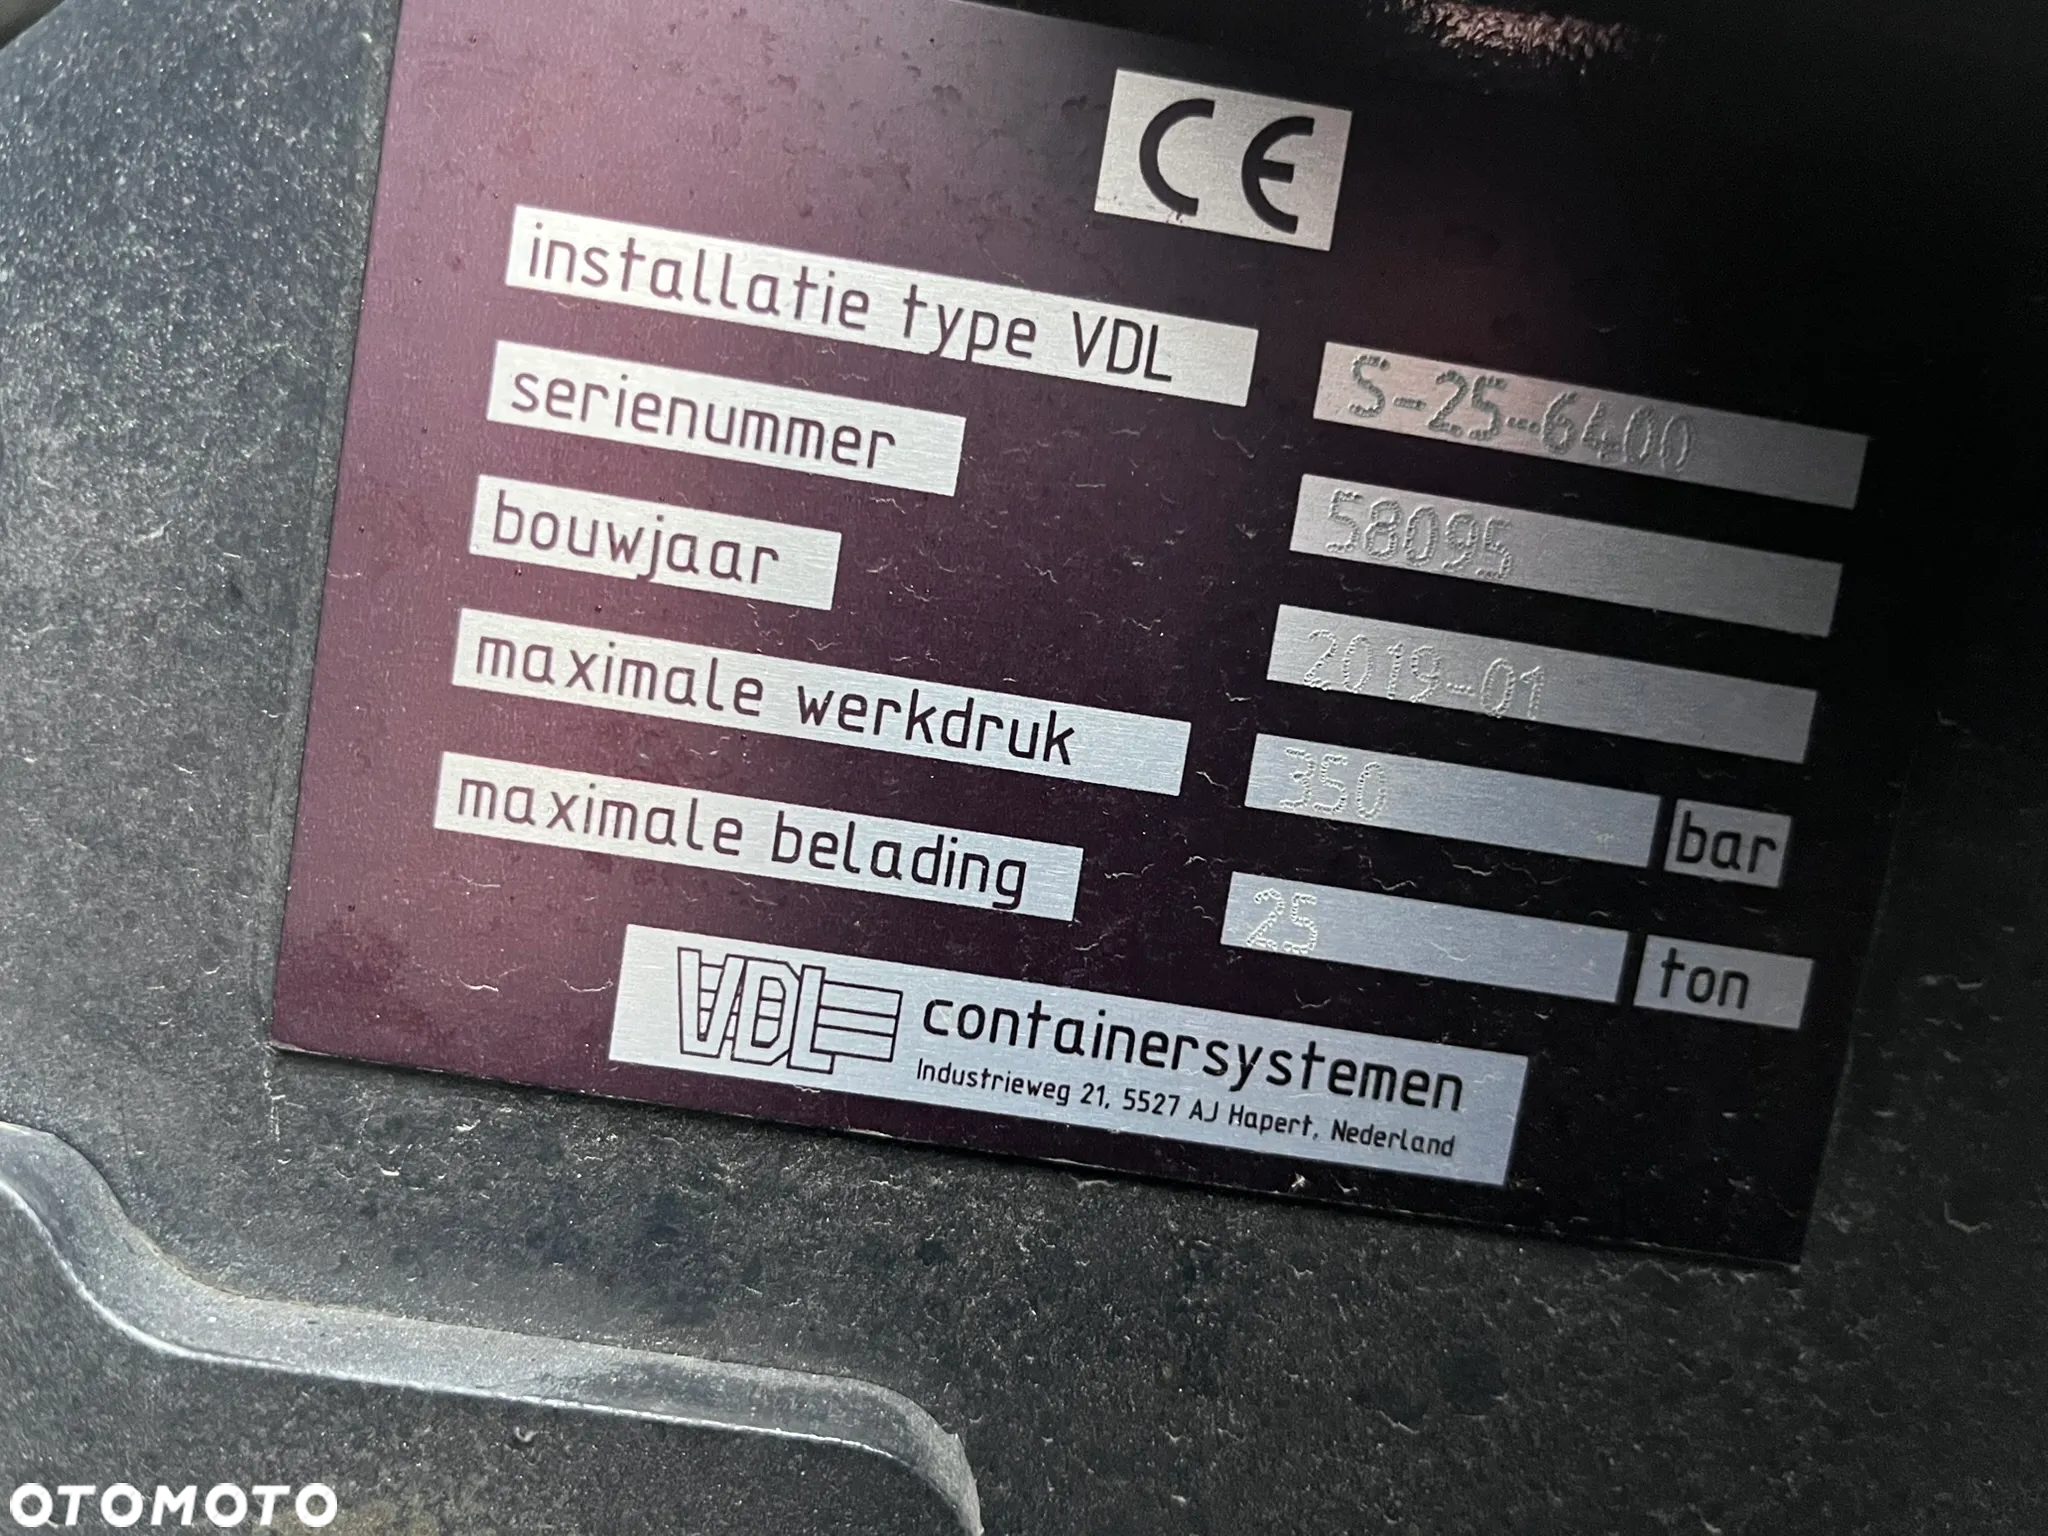 CE
installatie type VDL S-25-6400
serienummer 58095
bouwjaar 2019-01
maximale werkdruk 350 bar
maximale belading 25 ton
VDL containersystemen
Industrieweg 21, 5527 AJ Hapert, Nederland
OTOMOTO